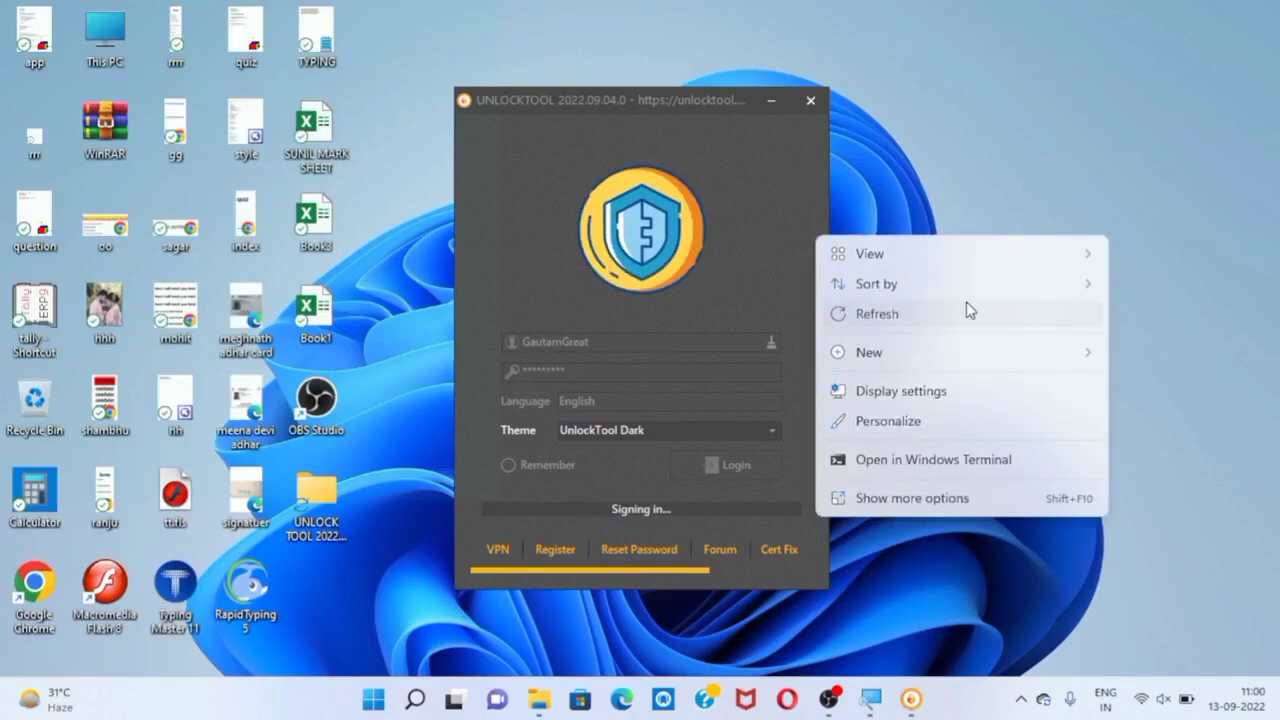 app
This PC
rrrr
quiz
TYPING
rrr
WinRAR
gg
style
SUNIL MARK
SHEET
question
oo
sagar
index
Book3
tally -
Shortcut
hhh
mohit
meghnath
adhar card
Book1
Recycle Bin
shambhu
hh
meena devi
adhar
OBS Studio
Calculator
ranju
signatuer
UNLOCK
TOOL 2022...
Google
Chrome
Macromedia
Flash 8
Typing
Master 11
RapidTyping
5
UNLOCKTOOL 2022.09.04.0 - https://unlocktool....
GautamGreat
*********
Language English
Theme UnlockTool Dark
Remember
Login
Signing in...
VPN
Register
Reset Password
Forum
Cert Fix
View
Sort by
Refresh
New
Display settings
Personalize
Open in Windows Terminal
Show more options Shift+F10
31°C
Haze
ENG
IN
11:00
13-09-2022